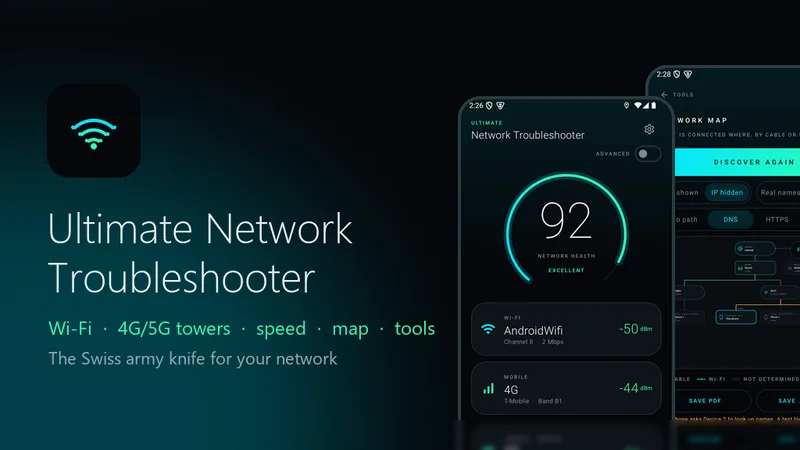 Ultimate Network
Troubleshooter
Wi-Fi · 4G/5G towers · speed · map · tools
The Swiss army knife for your network
2:26
ULTIMATE
Network Troubleshooter
ADVANCED
92
NETWORK HEALTH
EXCELLENT
WI-FI
AndroidWifi
Channel 8 · 2 Mbps
-50 dBm
MOBILE
4G
T-Mobile · Band B1
-44 dBm
2:28
TOOLS
WORK MAP
IS CONNECTED WHERE, BY CABLE OR
DISCOVER AGAIN
shown
IP hidden
Real names
o path
DNS
HTTPS
ABLE
WI-FI
NOT DETERMINED
SAVE PDF
SAVE